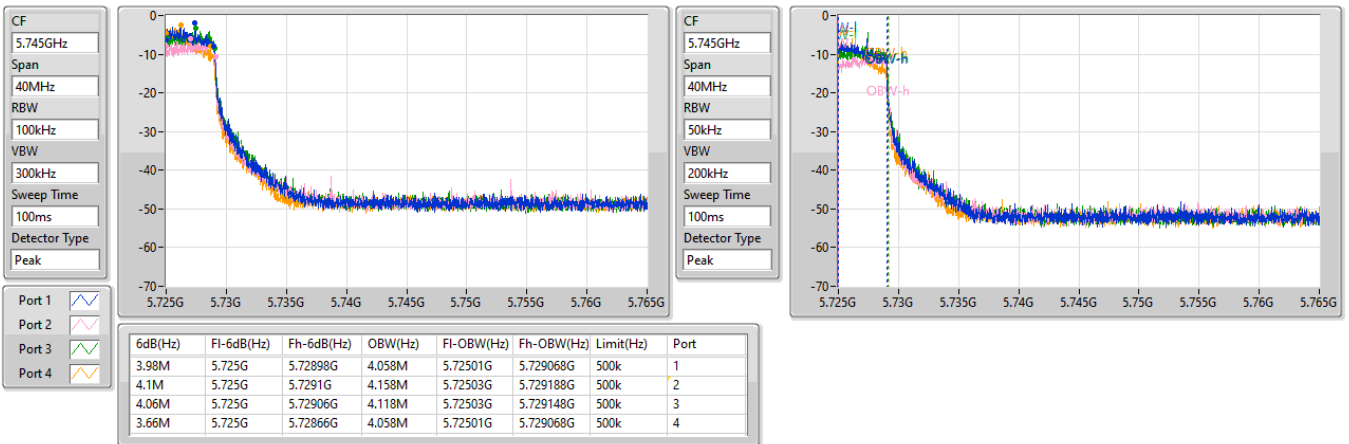 CF
5.745GHz
Span
40MHz
RBW
100kHz
VBW
300kHz
Sweep Time
100ms
Detector Type
Peak
0
-10
-20
-30
-40
-50
-60
-70
5.725G 5.73G 5.735G 5.74G 5.745G 5.75G 5.755G 5.76G 5.765G
CF
5.745GHz
Span
40MHz
RBW
50kHz
VBW
200kHz
Sweep Time
100ms
Detector Type
Peak
0
-10
-20
-30
-40
-50
-60
-70
OBW-h
OBW-h
5.725G 5.73G 5.735G 5.74G 5.745G 5.75G 5.755G 5.76G 5.765G
Port 1
Port 2
Port 3
Port 4
6dB(Hz) Fl-6dB(Hz) Fh-6dB(Hz) OBW(Hz) Fl-OBW(Hz) Fh-OBW(Hz) Limit(Hz) Port
3.98M 5.725G 5.72898G 4.058M 5.72501G 5.729068G 500k 1
4.1M 5.725G 5.7291G 4.158M 5.72503G 5.729188G 500k 2
4.06M 5.725G 5.72906G 4.118M 5.72503G 5.729148G 500k 3
3.66M 5.725G 5.72866G 4.058M 5.72501G 5.729068G 500k 4